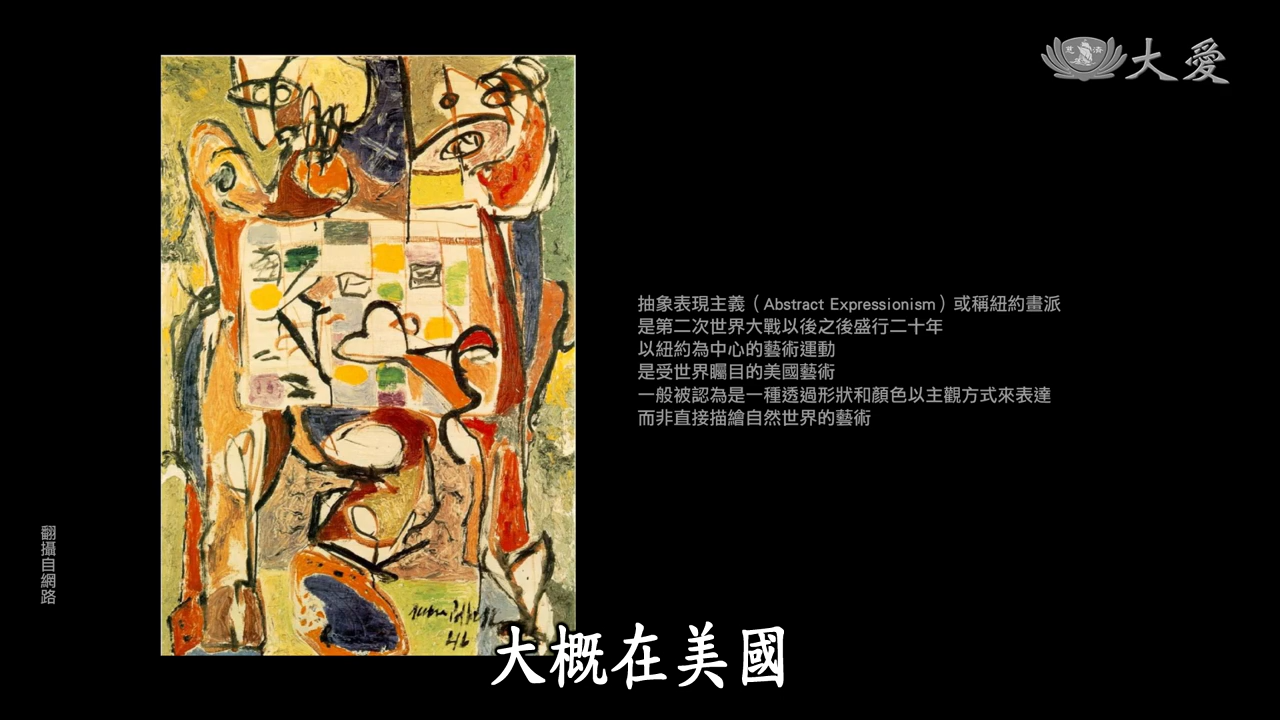 慈
濟
大愛
抽象表現主義（Abstract Expressionism）或稱紐約畫派
是第二次世界大戰以後之後盛行二十年
以紐約為中心的藝術運動
是受世界矚目的美國藝術
一般被認為是一種透過形狀和顏色以主觀方式來表達
而非直接描繪自然世界的藝術
翻攝自網路
46
大概在美國